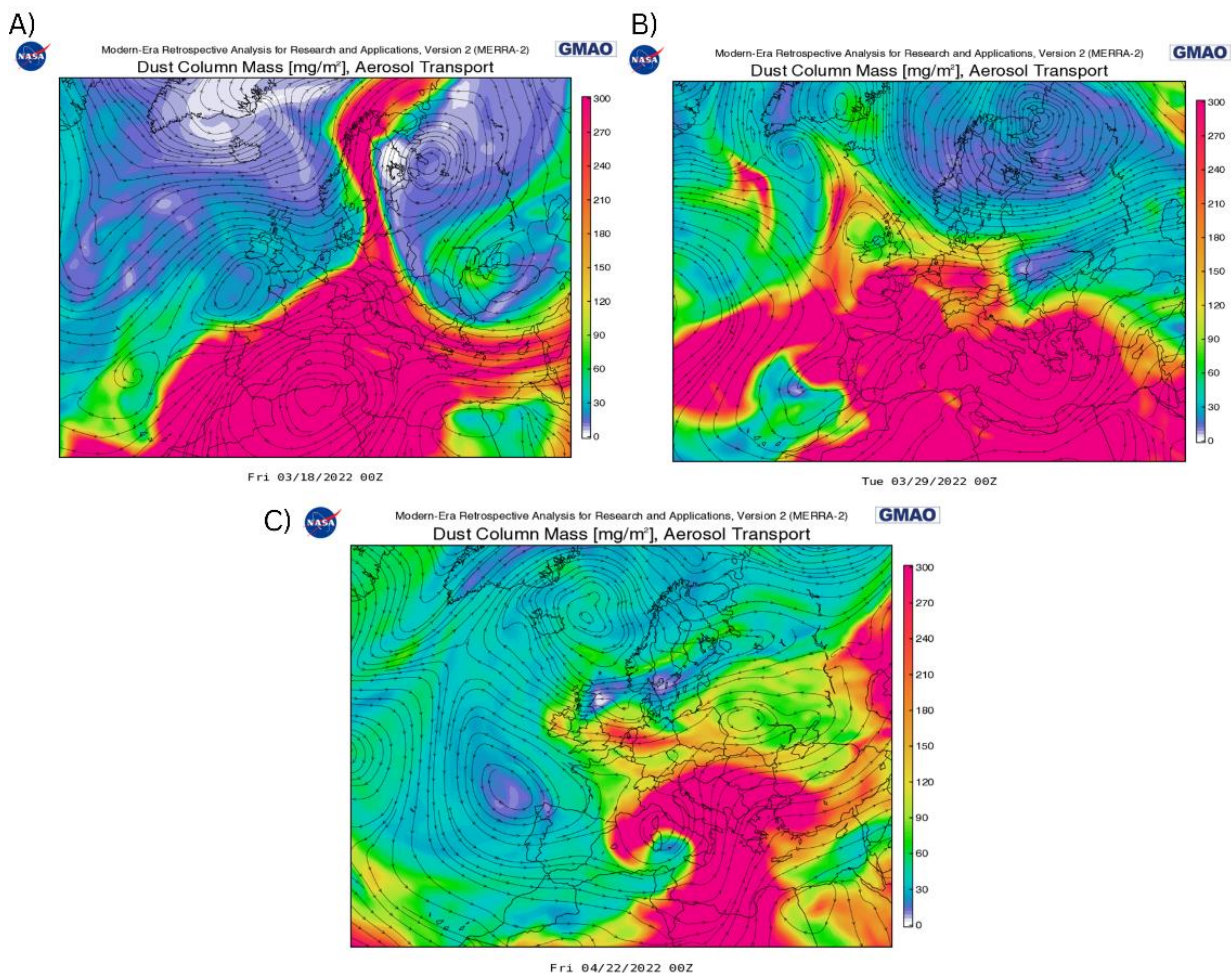 A)
NASA
Modern-Era Retrospective Analysis for Research and Applications, Version 2 (MERRA-2)
GMAO
Dust Column Mass [mg/m²], Aerosol Transport
300
270
240
210
180
150
120
90
60
30
0
Fri 03/18/2022 00Z
B)
NASA
Modern-Era Retrospective Analysis for Research and Applications, Version 2 (MERRA-2)
GMAO
Dust Column Mass [mg/m²], Aerosol Transport
300
270
240
210
180
150
120
90
60
30
0
Tue 03/29/2022 00Z
C)
NASA
Modern-Era Retrospective Analysis for Research and Applications, Version 2 (MERRA-2)
GMAO
Dust Column Mass [mg/m²], Aerosol Transport
300
270
240
210
180
150
120
90
60
30
0
Fri 04/22/2022 00Z